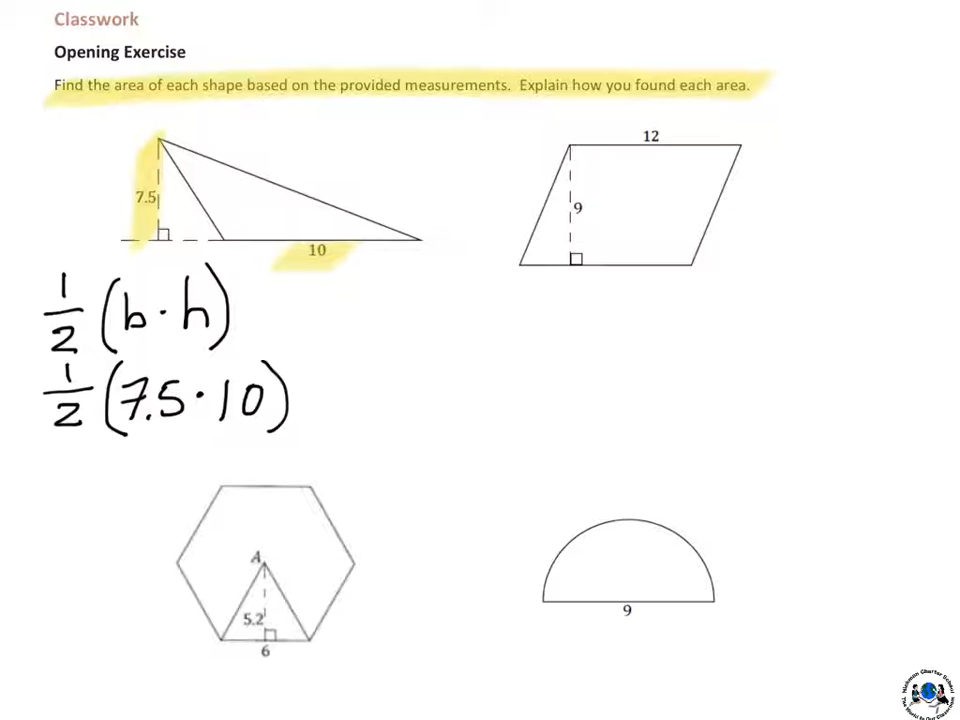 Classwork
Opening Exercise
Find the area of each shape based on the provided measurements. Explain how you found each area.
12
7.5
9
10
1/2 (b · h)
1/2 (7.5 · 10)
A
5.2
6
9